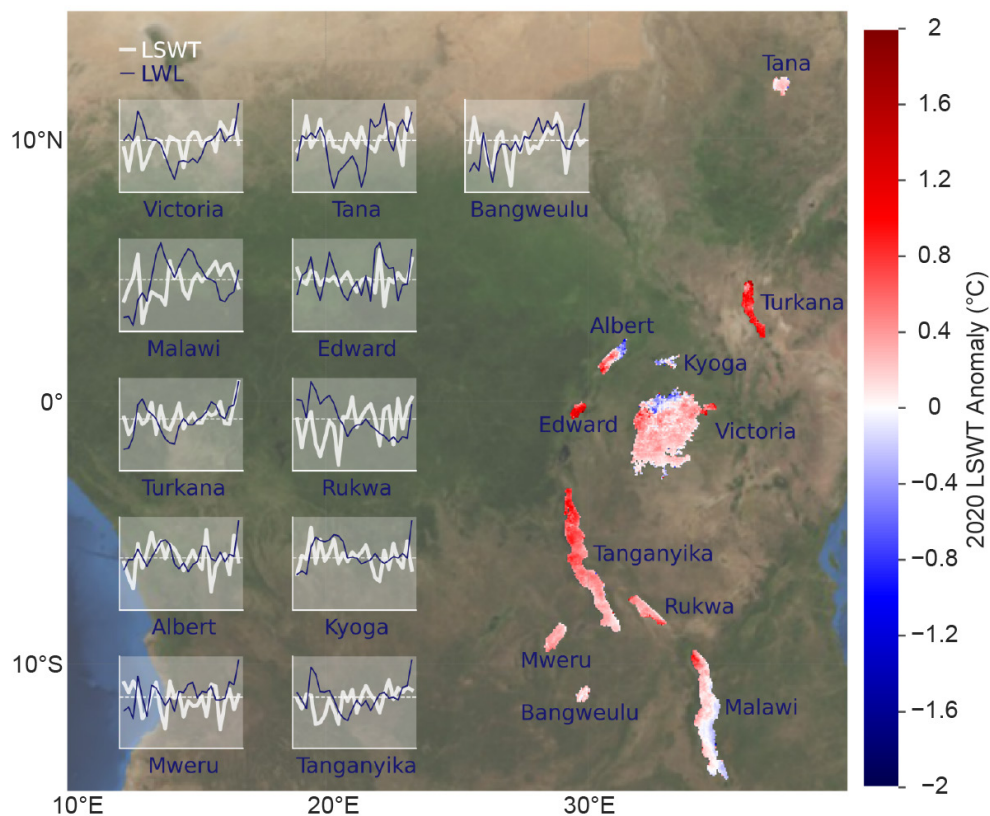 LSWT
LWL
Victoria
Tana
Bangweulu
Malawi
Edward
Turkana
Rukwa
Albert
Kyoga
Mweru
Tanganyika
Tana
Turkana
Albert
Kyoga
Edward
Victoria
Tanganyika
Rukwa
Mweru
Bangweulu
Malawi
10°N
0°
10°S
10°E
20°E
30°E
2
1.6
1.2
0.8
0.4
0
−0.4
−0.8
−1.2
−1.6
−2
2020 LSWT Anomaly (°C)